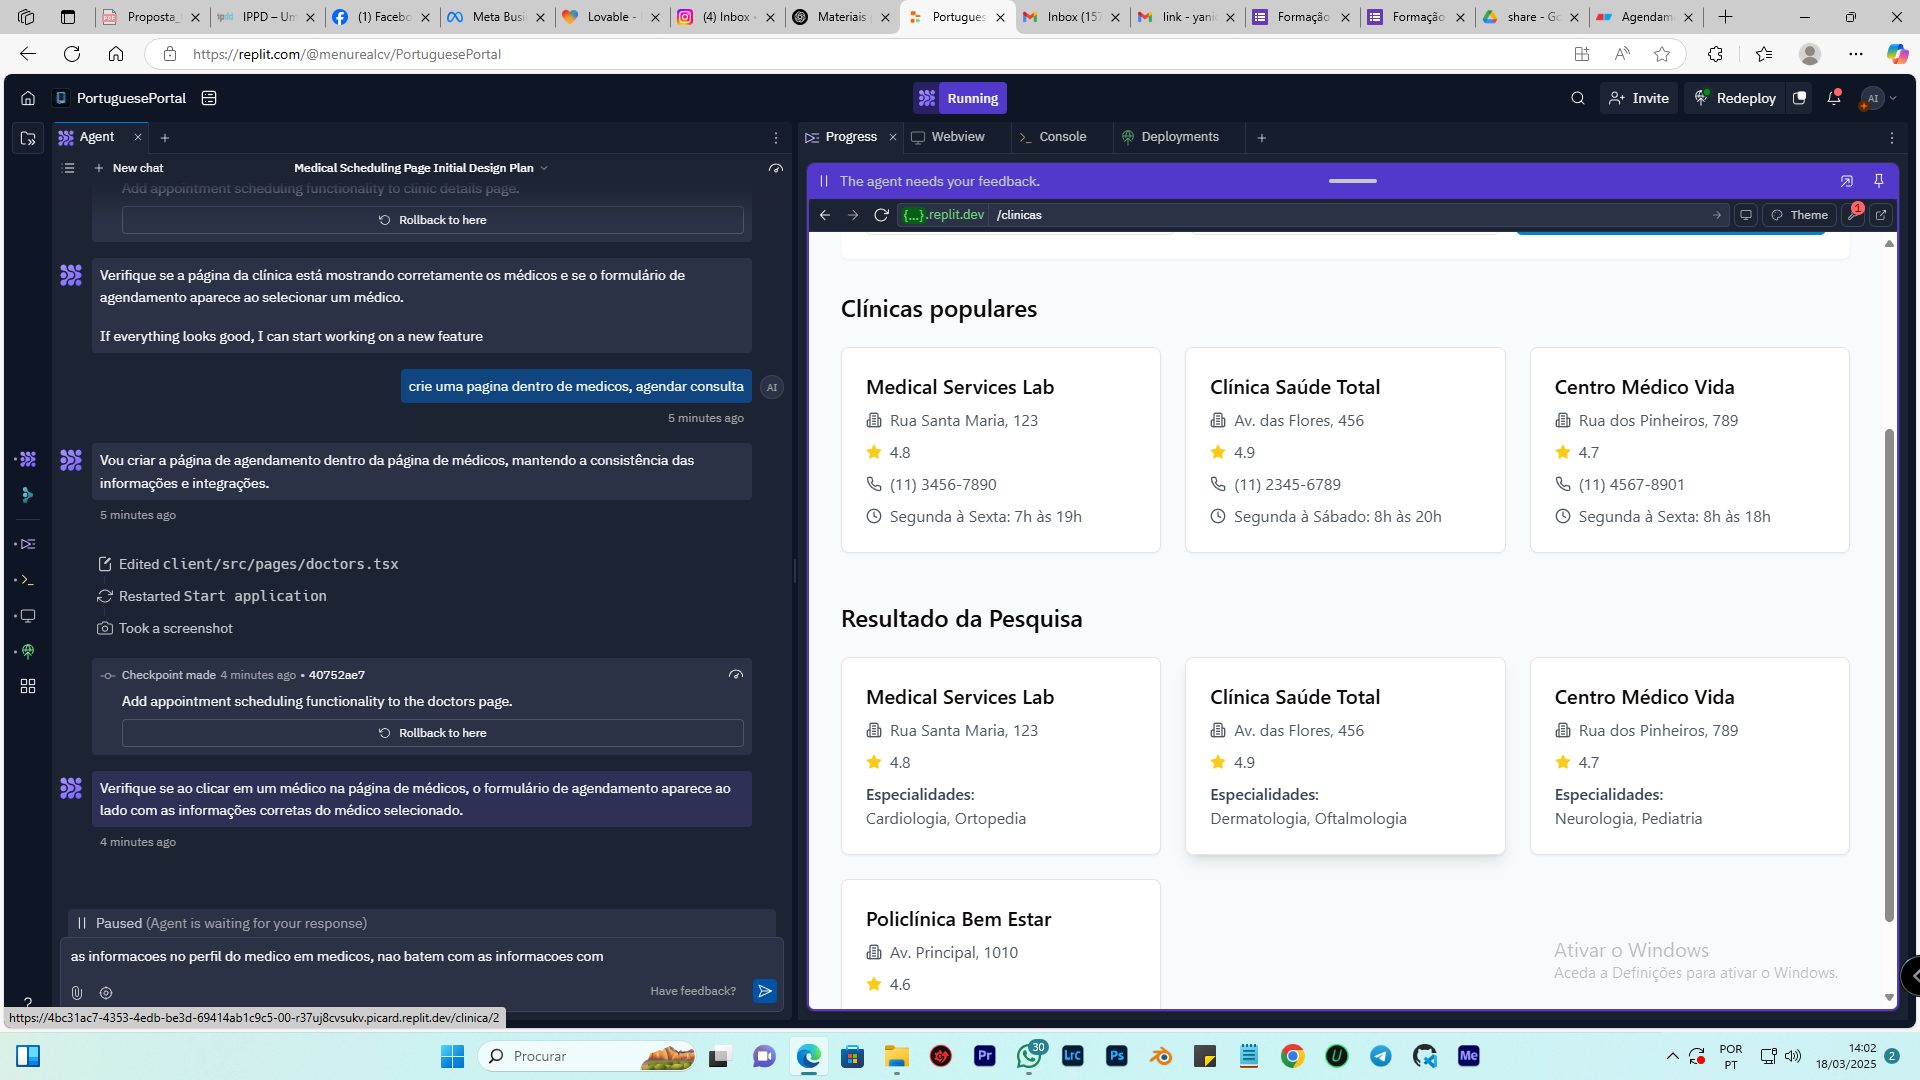 Proposta_
IPPD – Un
(1) Facebo
Meta Busi
Lovable -
(4) Inbox •
Materiais
Portugues
Inbox (157
link - yani
Formação
Formação
share - Go
Agendam
https://replit.com/@menurealcv/PortuguesePortal
PortuguesePortal
Running
Invite
Redeploy
AI
Agent
Progress
Webview
Console
Deployments
New chat
Medical Scheduling Page Initial Design Plan
Add appointment scheduling functionality to clinic details page.
Rollback to here
Verifique se a página da clínica está mostrando corretamente os médicos e se o formulário de
agendamento aparece ao selecionar um médico.
If everything looks good, I can start working on a new feature
crie uma pagina dentro de medicos, agendar consulta
AI
5 minutes ago
Vou criar a página de agendamento dentro da página de médicos, mantendo a consistência das
informações e integrações.
5 minutes ago
Edited client/src/pages/doctors.tsx
Restarted Start application
Took a screenshot
Checkpoint made 4 minutes ago • 40752ae7
Add appointment scheduling functionality to the doctors page.
Rollback to here
Verifique se ao clicar em um médico na página de médicos, o formulário de agendamento aparece ao
lado com as informações corretas do médico selecionado.
4 minutes ago
Paused (Agent is waiting for your response)
as informacoes no perfil do medico em medicos, nao batem com as informacoes com
Have feedback?
https://4bc31ac7-4353-4edb-be3d-69414ab1c9c5-00-r37uj8cvsukv.picard.replit.dev/clinica/2
The agent needs your feedback.
{...}.replit.dev
/clinicas
Theme
1
Clínicas populares
Medical Services Lab
Rua Santa Maria, 123
4.8
(11) 3456-7890
Segunda à Sexta: 7h às 19h
Clínica Saúde Total
Av. das Flores, 456
4.9
(11) 2345-6789
Segunda à Sábado: 8h às 20h
Centro Médico Vida
Rua dos Pinheiros, 789
4.7
(11) 4567-8901
Segunda à Sexta: 8h às 18h
Resultado da Pesquisa
Medical Services Lab
Rua Santa Maria, 123
4.8
Especialidades:
Cardiologia, Ortopedia
Clínica Saúde Total
Av. das Flores, 456
4.9
Especialidades:
Dermatologia, Oftalmologia
Centro Médico Vida
Rua dos Pinheiros, 789
4.7
Especialidades:
Neurologia, Pediatria
Policlínica Bem Estar
Av. Principal, 1010
4.6
Ativar o Windows
Aceda a Definições para ativar o Windows.
Procurar
Pr
30
Lrc
Ps
Me
POR
PT
14:02
18/03/2025
2